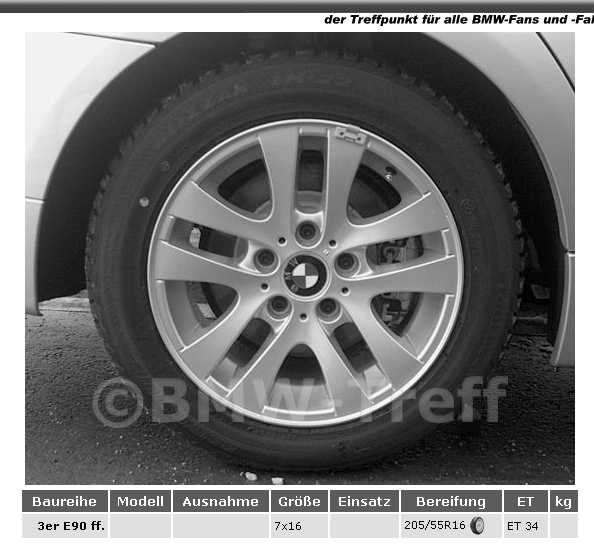 der Treffpunkt für alle BMW-Fans und -Fa
©BMW-Treff
Baureihe Modell Ausnahme Größe Einsatz Bereifung ET kg
3er E90 ff. 7x16 205/55R16 ET 34